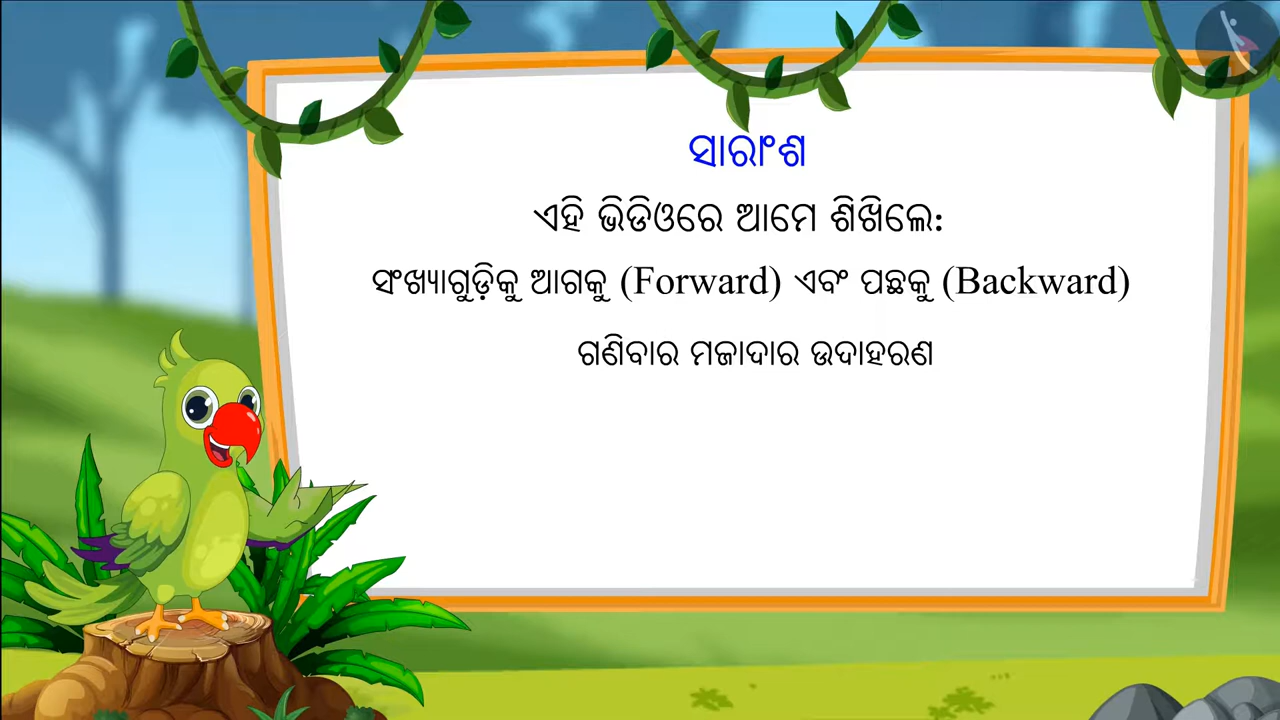 ସାରାଂଶ
ଏହି ଭିଡିଓରେ ଆମେ ଶିଖିଲେ:
ସଂଖ୍ୟାଗୁଡ଼ିକୁ ଆଗକୁ (Forward) ଏବଂ ପଛକୁ (Backward)
ଗଣିବାର ମଜାଦାର ଉଦାହରଣ